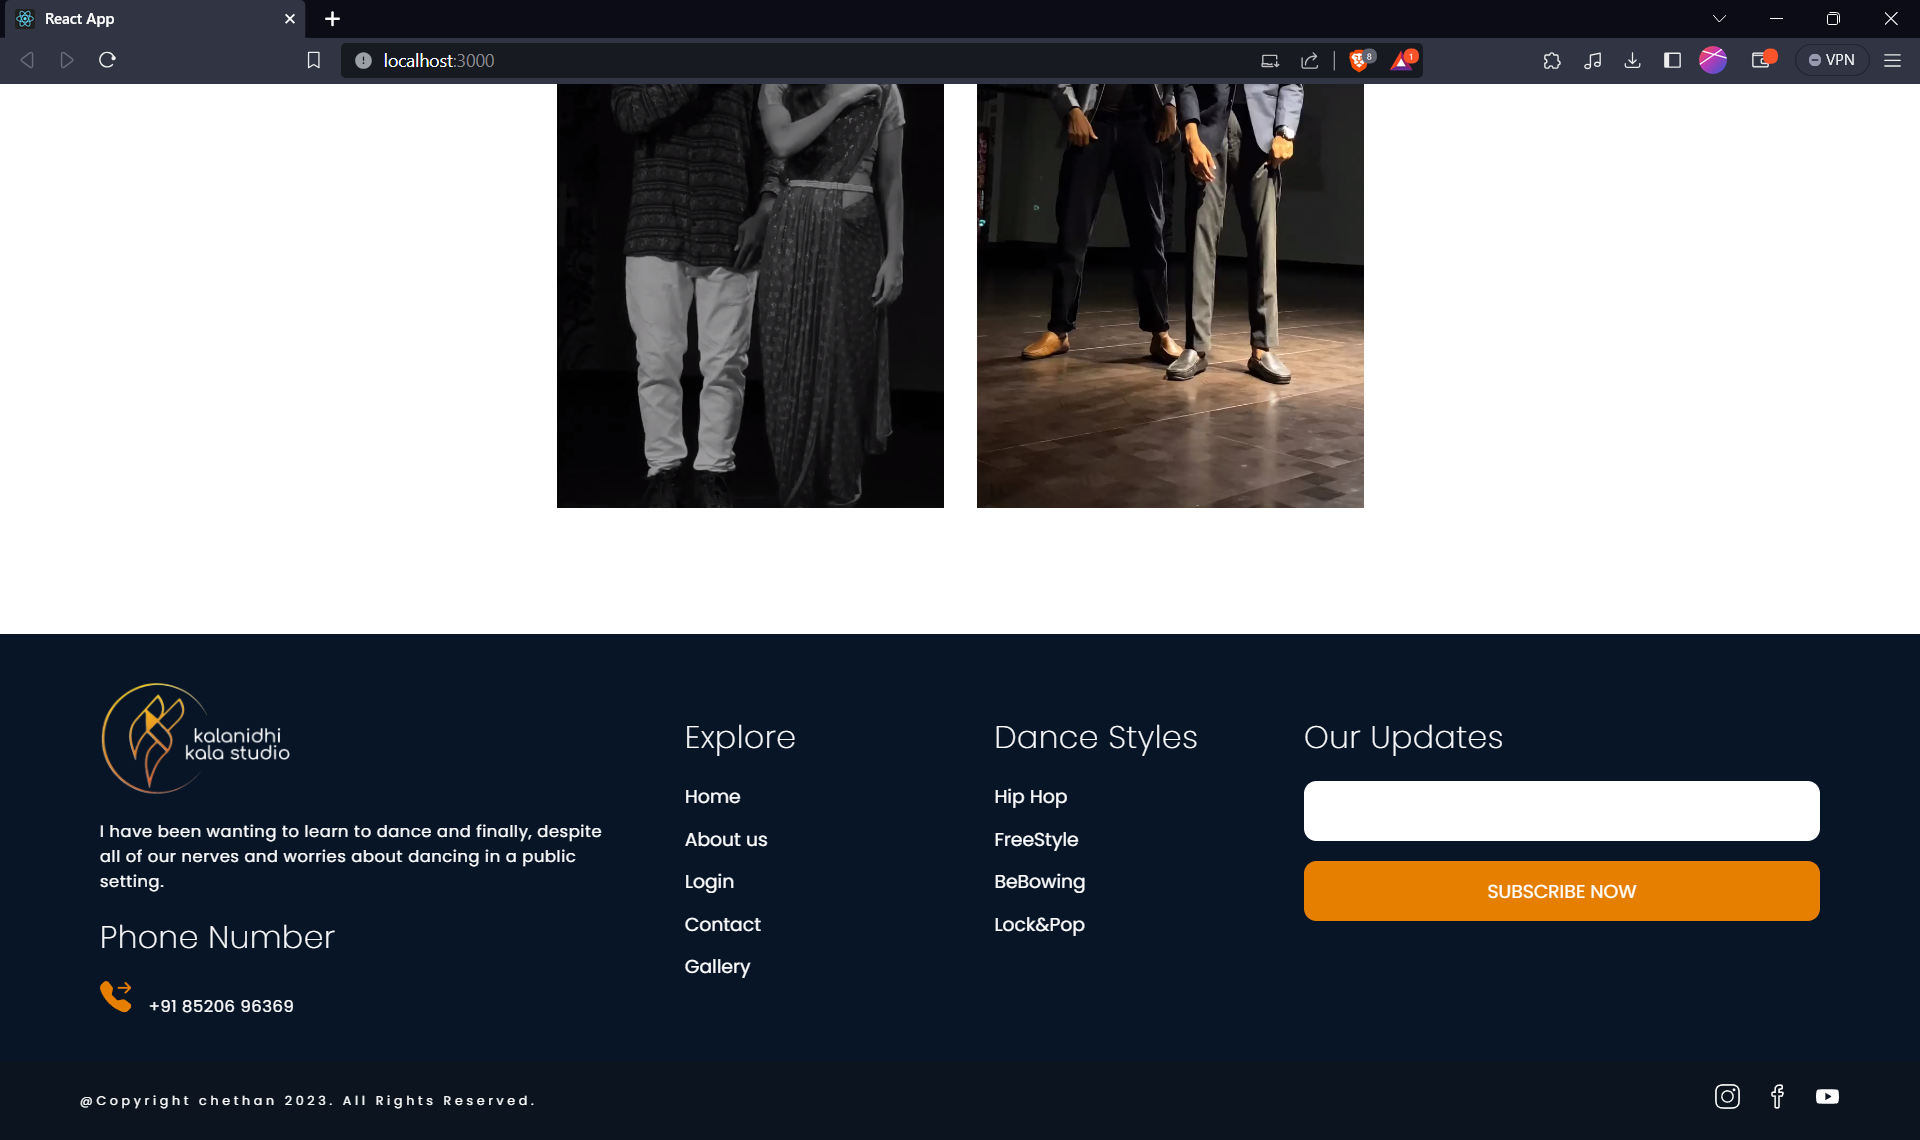 React App
localhost:3000
8
1
VPN
kalanidhi
kala studio
I have been wanting to learn to dance and finally, despite
all of our nerves and worries about dancing in a public
setting.
Phone Number
+91 85206 96369
Explore
Home
About us
Login
Contact
Gallery
Dance Styles
Hip Hop
FreeStyle
BeBowing
Lock&Pop
Our Updates
SUBSCRIBE NOW
@Copyright chethan 2023. All Rights Reserved.